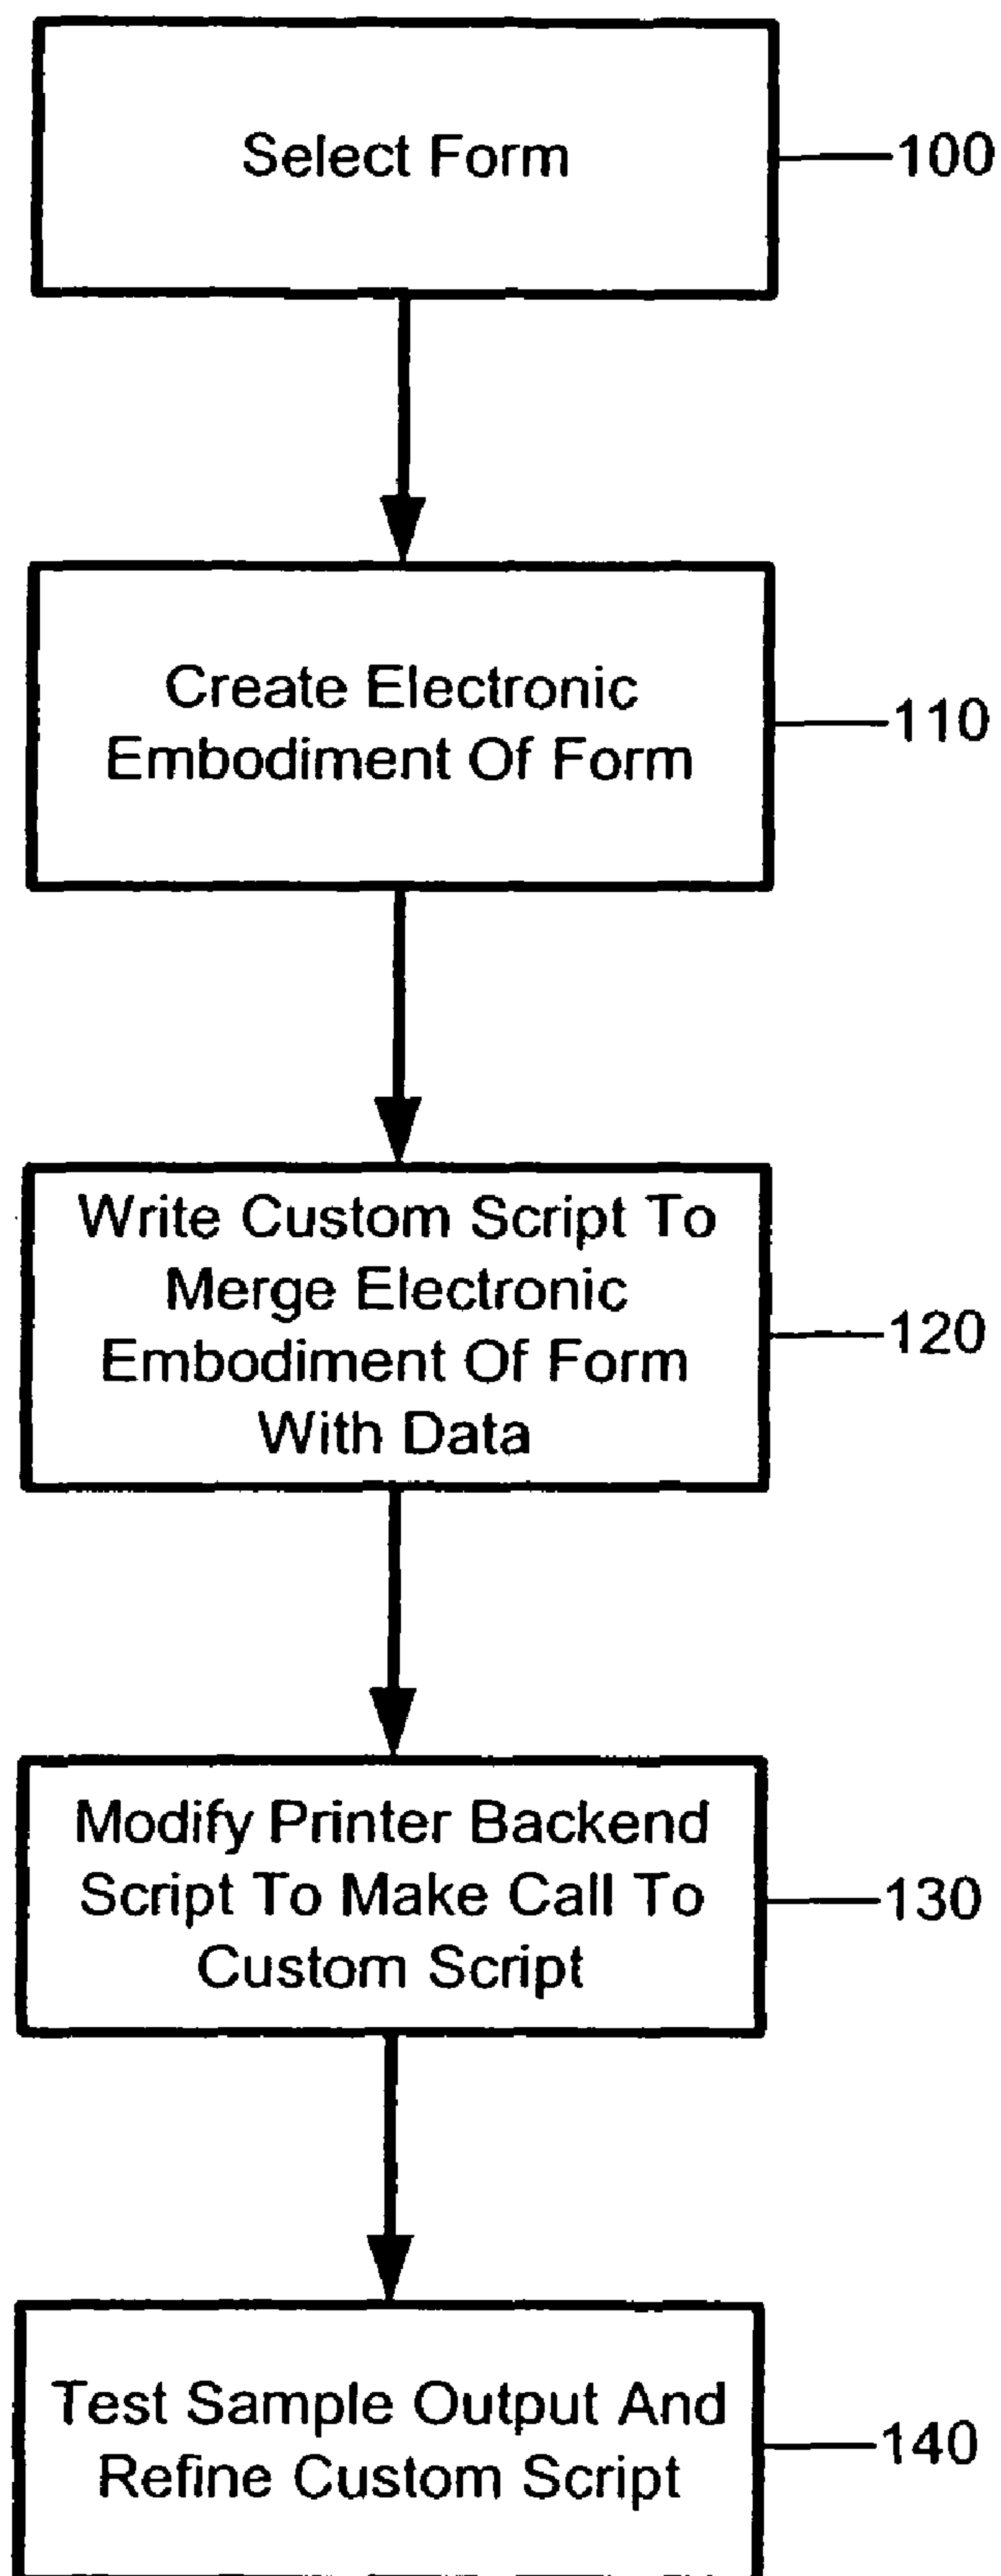 Select Form
100
Create Electronic
Embodiment Of Form
110
Write Custom Script To
Merge Electronic
Embodiment Of Form
With Data
120
Modify Printer Backend
Script To Make Call To
Custom Script
130
Test Sample Output And
Refine Custom Script
140